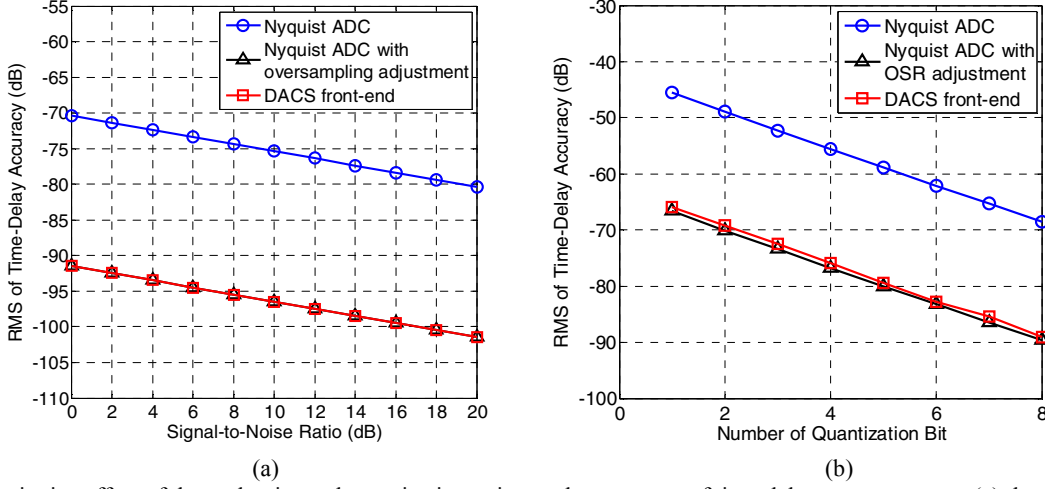 -55
-60
-65
-70
-75
-80
-85
-90
-95
-100
-105
-110
RMS of Time-Delay Accuracy (dB)
Nyquist ADC
Nyquist ADC with
oversampling adjustment
DACS front-end
0 2 4 6 8 10 12 14 16 18 20
Signal-to-Noise Ratio (dB)
(a)
-30
-40
-50
-60
-70
-80
-90
-100
RMS of Time-Delay Accuracy (dB)
Nyquist ADC
Nyquist ADC with
OSR adjustment
DACS front-end
0 2 4 6 8
Number of Quantization Bit
(b)